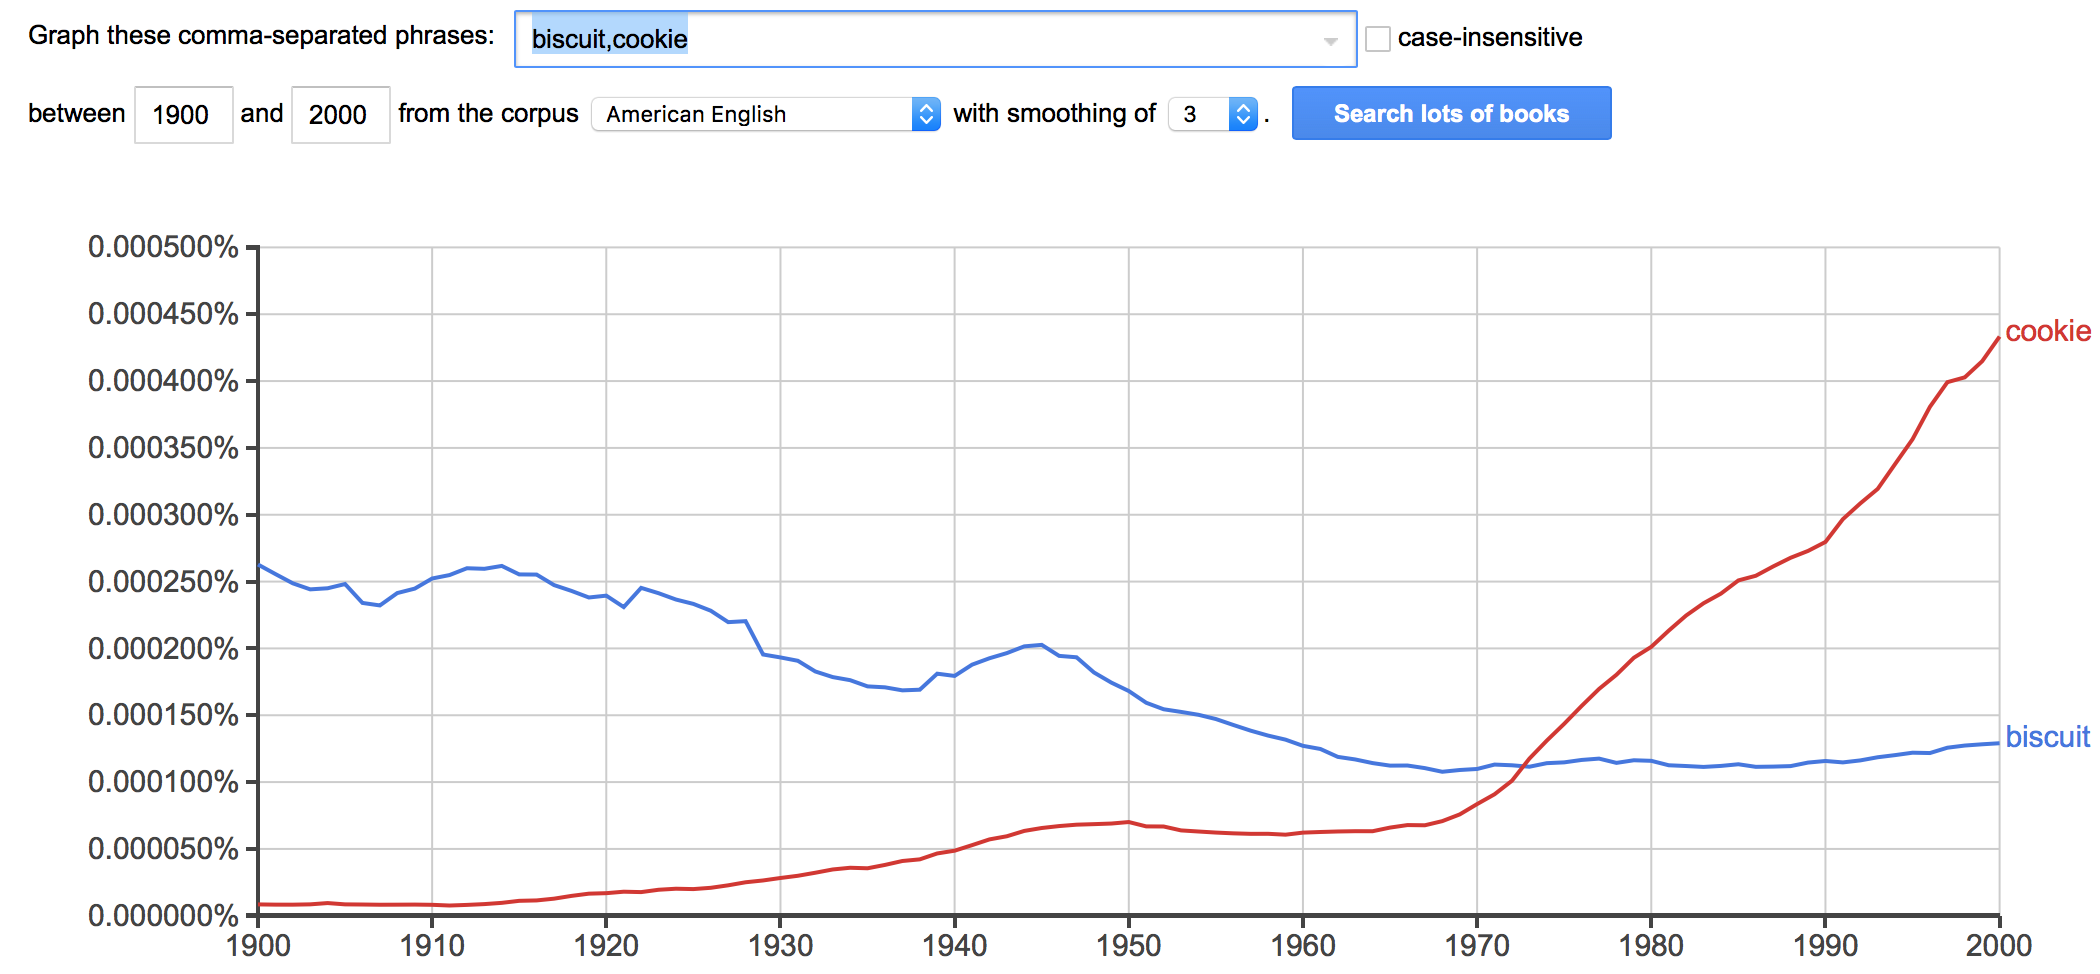 Graph these comma-separated phrases: biscuit,cookie case-insensitive
between 1900 and 2000 from the corpus American English with smoothing of 3 . Search lots of books
0.000500%
0.000450%
cookie
0.000400%
0.000350%
0.000300%
0.000250%
0.000200%
0.000150%
biscuit
0.000100%
0.000050%
0.000000%
1900 1910 1920 1930 1940 1950 1960 1970 1980 1990 2000